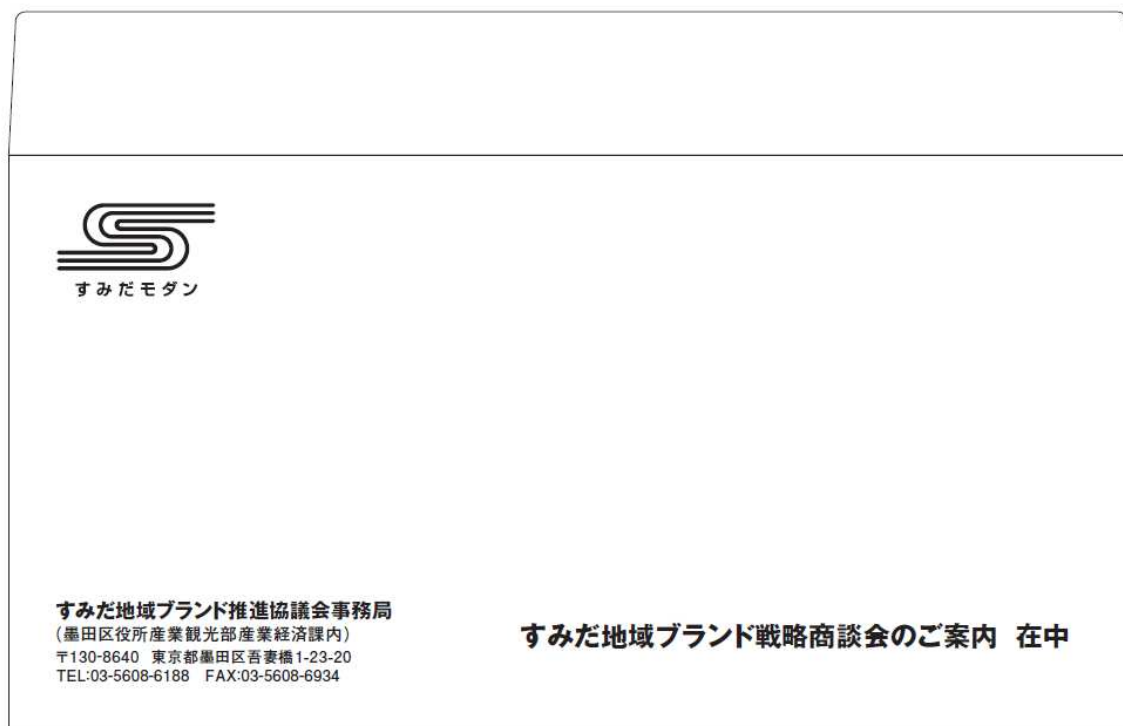 すみだモダン
すみだ地域ブランド推進協議会事務局
(墨田区役所産業観光部産業経済課内)
〒130-8640 東京都墨田区吾妻橋1-23-20
TEL:03-5608-6188 FAX:03-5608-6934
すみだ地域ブランド戦略商談会のご案内 在中